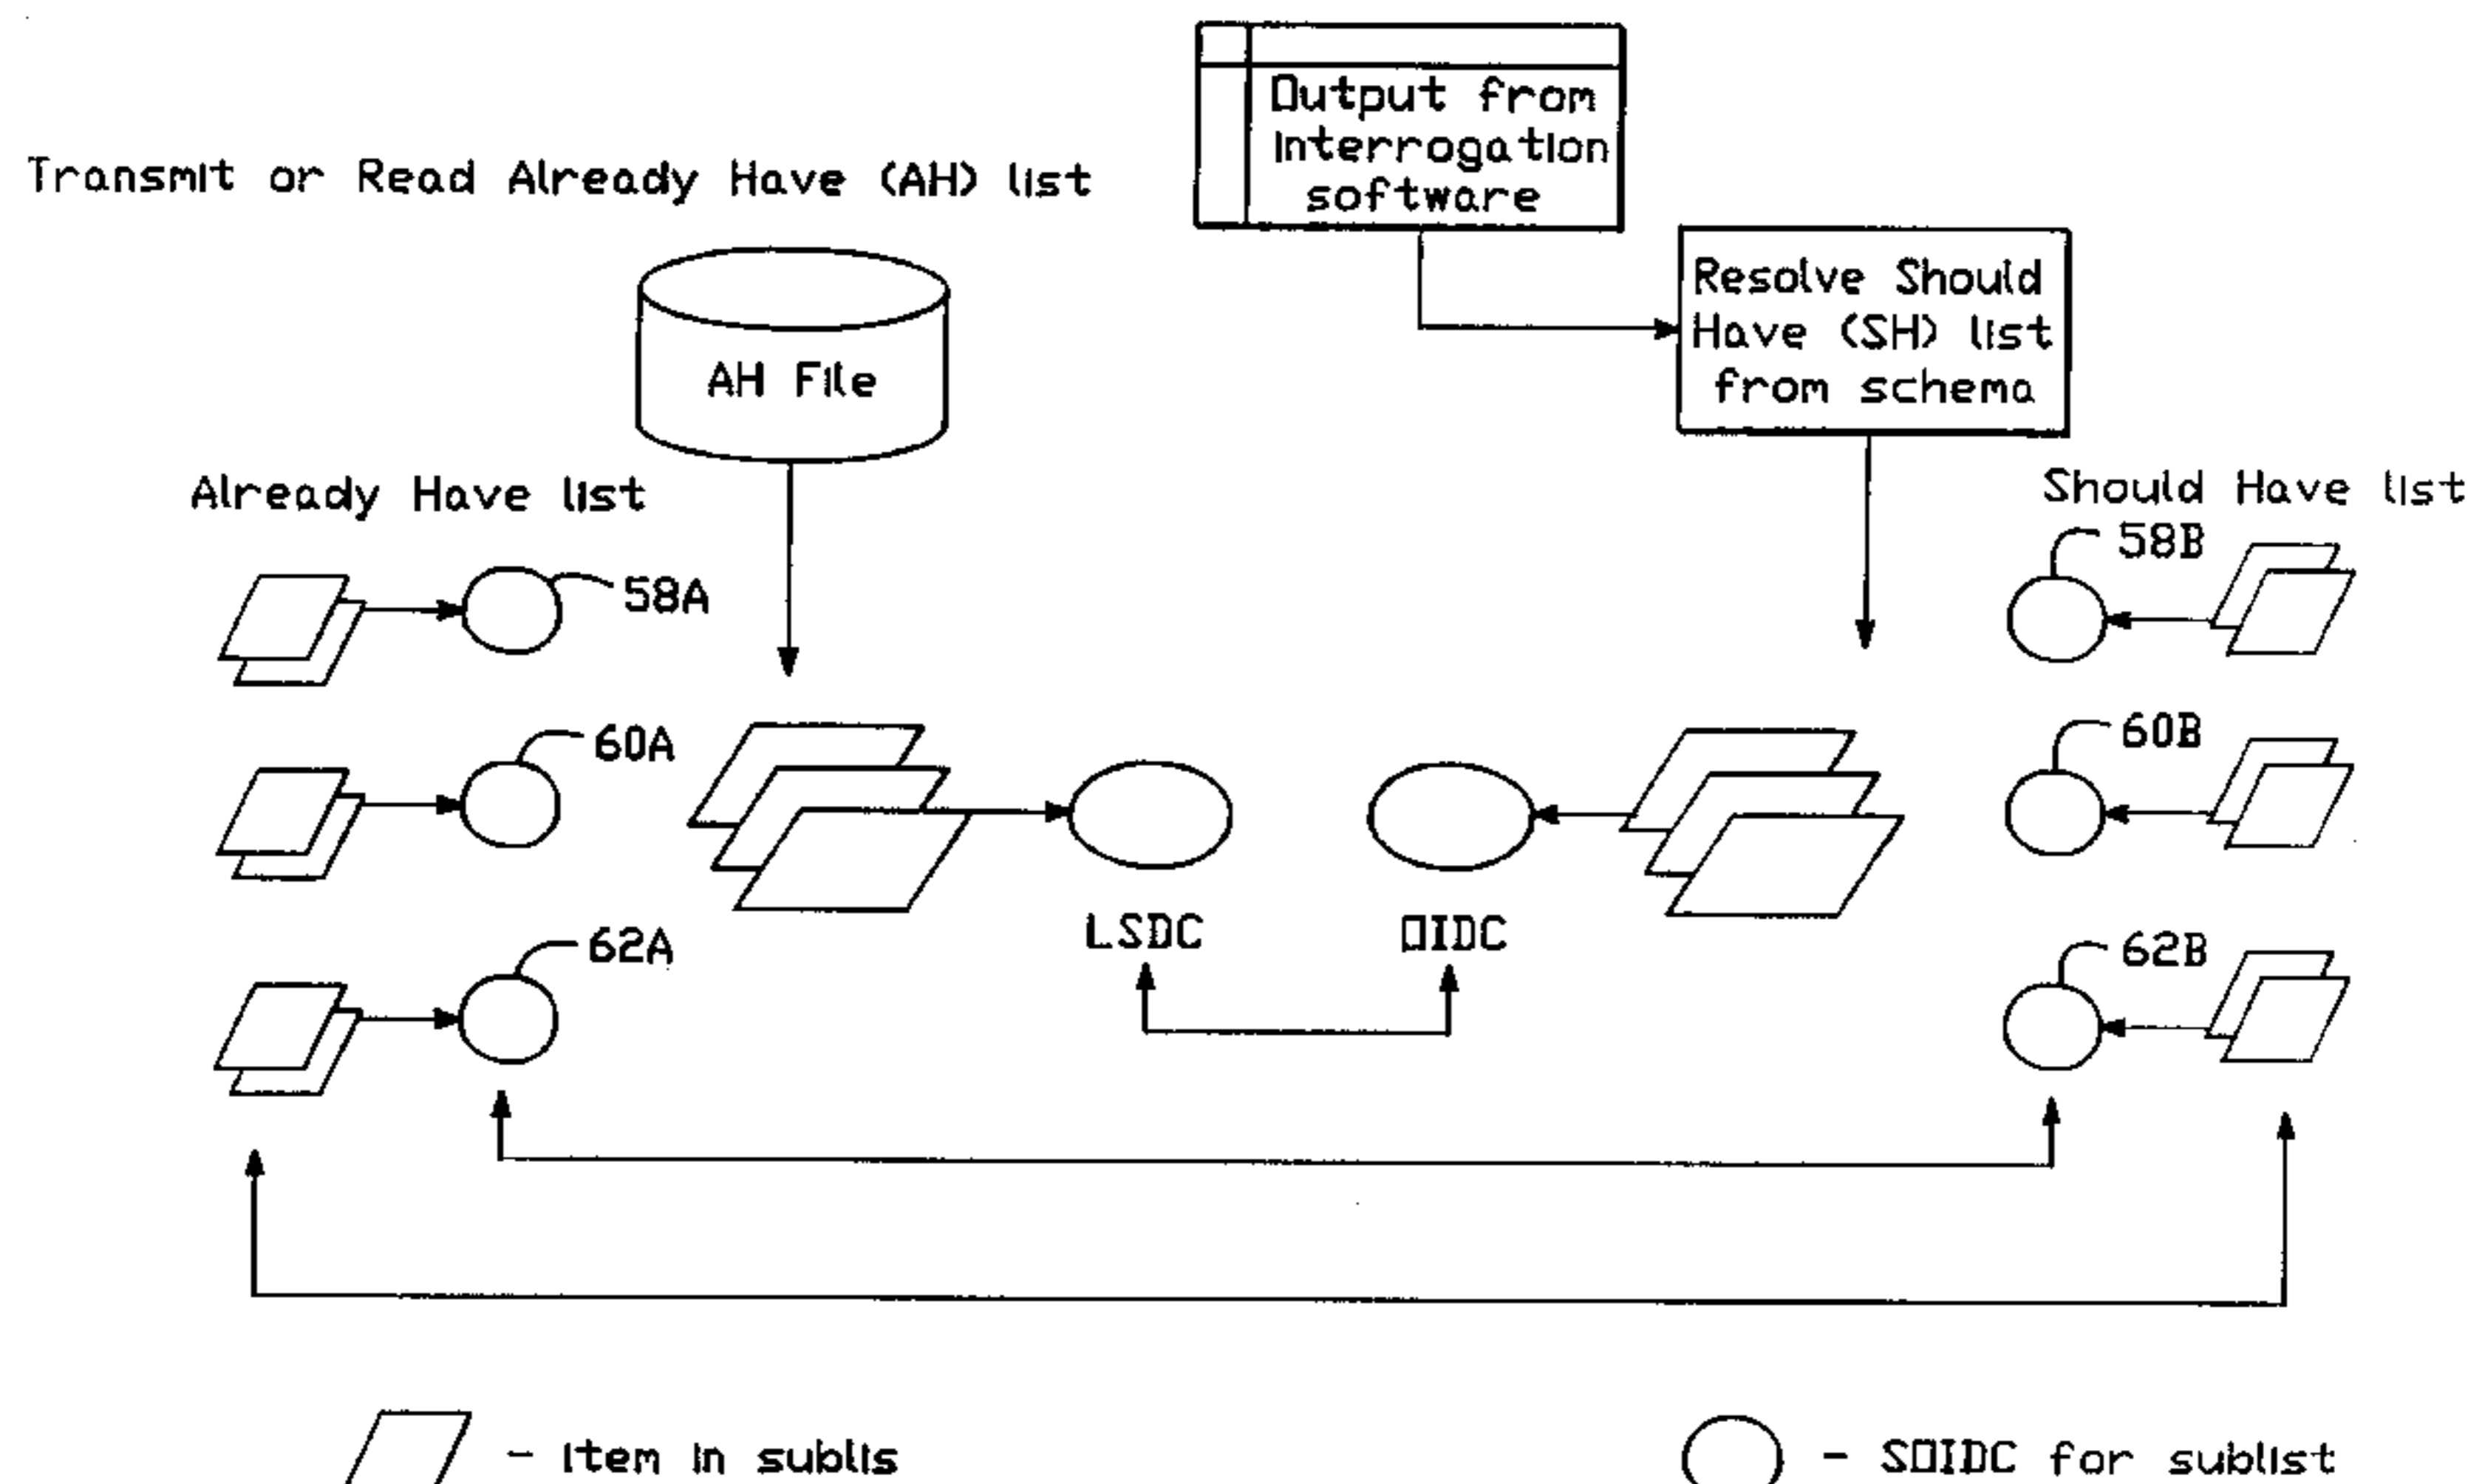 Output from
Interrogation
software
Transmit or Read Already Have (AH) list
Resolve Should
Have (SH) list
from schema
AH File
Already Have list
Should Have list
58A
58B
60A
60B
LSDC
OIDC
62A
62B
- Item in sublis
- SOIDC for sublist